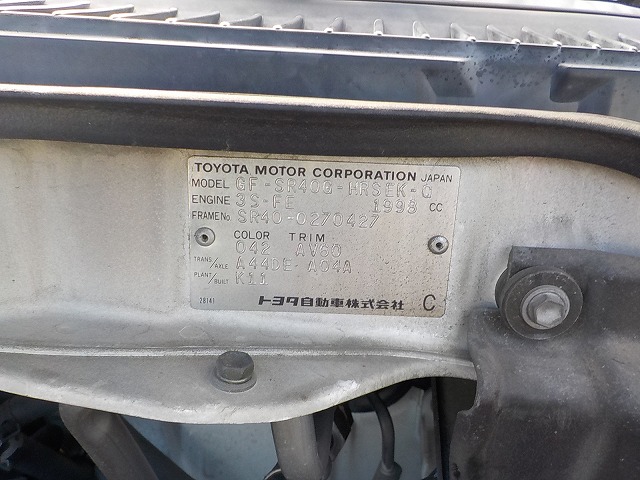 TOYOTA MOTOR CORPORATION JAPAN
MODEL GF-SR40G-HRSEK-Q
ENGINE 3S-FE 1998 CC
FRAME No. SR40-0270427
COLOR TRIM
042 AV60
TRANS/AXLE A44DE-A04A
PLANT/BUILT K11
28141 トヨタ自動車株式会社 C